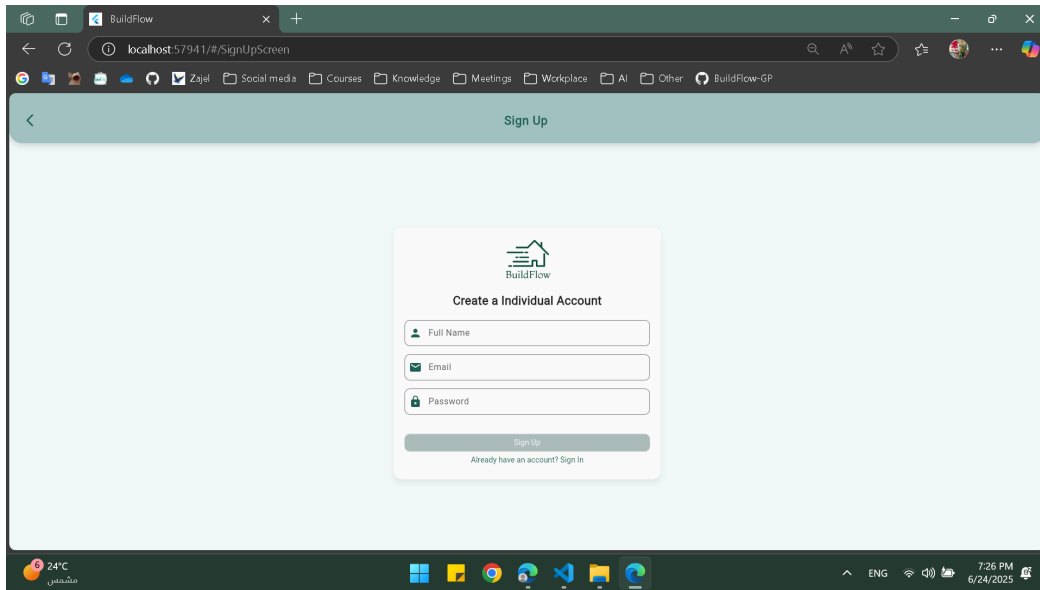 BuildFlow
localhost:57941/#/SignUpScreen
Zajel Social media Courses Knowledge Meetings Workplace AI Other BuildFlow-GP
Sign Up
BuildFlow
Create a Individual Account
Full Name
Email
Password
Sign Up
Already have an account? Sign In
6
24°C
مشمس
ENG
7:26 PM
6/24/2025